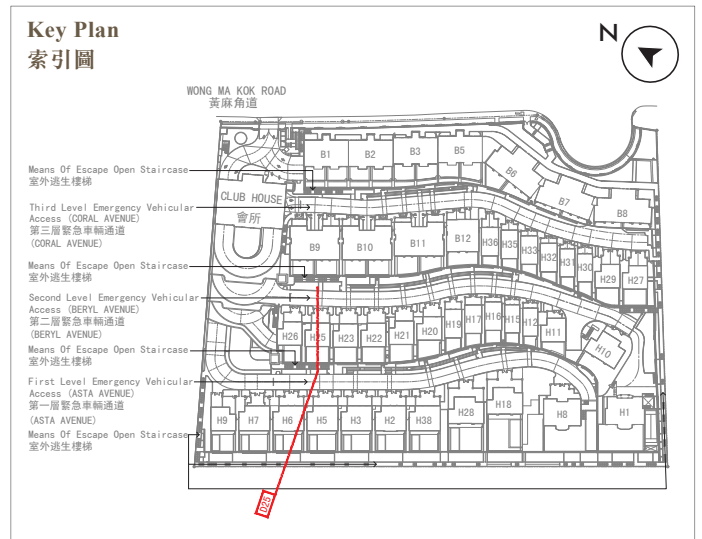 Key Plan
索引圖
N
WONG MA KOK ROAD
黃麻角道
B1 B2 B3 B5
B6 B7 B8
Means Of Escape Open Staircase
室外逃生樓梯
CLUB HOUSE
會所
Third Level Emergency Vehicular
Access (CORAL AVENUE)
第三層緊急車輛通道
(CORAL AVENUE)
B9 B10 B11 B12 H36 H35 H33 H32 H31 H30 H29 H27
Means Of Escape Open Staircase
室外逃生樓梯
Second Level Emergency Vehicular
Access (BERYL AVENUE)
第二層緊急車輛通道
(BERYL AVENUE)
H26 H25 H23 H22 H21 H20 H19 H17 H16 H15 H12 H11 H10
Means Of Escape Open Staircase
室外逃生樓梯
First Level Emergency Vehicular
Access (ASTA AVENUE)
第一層緊急車輛通道
(ASTA AVENUE)
H9 H7 H6 H5 H3 H2 H38 H28 H18 H8 H1
Means Of Escape Open Staircase
室外逃生樓梯
D25